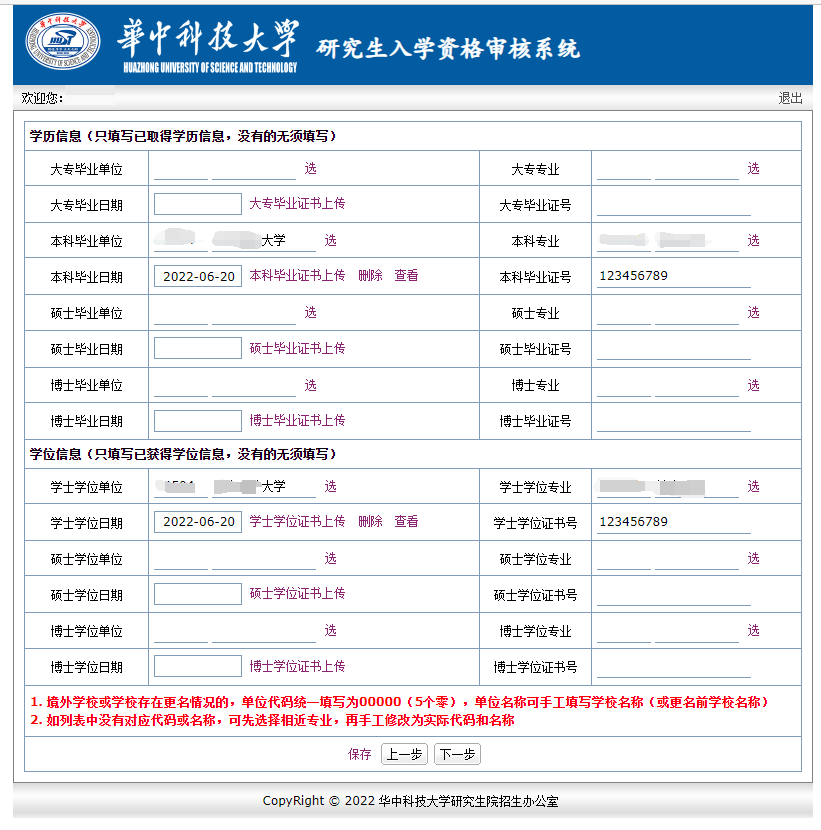 華中科技大学 研究生入学资格审核系统
HUAZHONG UNIVERSITY OF SCIENCE AND TECHNOLOGY
欢迎您: 退出
学历信息（只填写已取得学历信息，没有的无须填写）
大专毕业单位 选 大专专业 选
大专毕业日期 大专毕业证书上传 大专毕业证号
本科毕业单位 大学 选 本科专业 选
本科毕业日期 2022-06-20 本科毕业证书上传 删除 查看 本科毕业证号 123456789
硕士毕业单位 选 硕士专业 选
硕士毕业日期 硕士毕业证书上传 硕士毕业证号
博士毕业单位 选 博士专业 选
博士毕业日期 博士毕业证书上传 博士毕业证号
学位信息（只填写已获得学位信息，没有的无须填写）
学士学位单位 大学 选 学士学位专业 选
学士学位日期 2022-06-20 学士学位证书上传 删除 查看 学士学位证书号 123456789
硕士学位单位 选 硕士学位专业 选
硕士学位日期 硕士学位证书上传 硕士学位证书号
博士学位单位 选 博士学位专业 选
博士学位日期 博士学位证书上传 博士学位证书号
1. 境外学校或学校存在更名情况的，单位代码统一填写为00000（5个零），单位名称可手工填写学校名称（或更名前学校名称）
2. 如列表中没有对应代码或名称，可先选择相近专业，再手工修改为实际代码和名称
保存 上一步 下一步
CopyRight © 2022 华中科技大学研究生院招生办公室